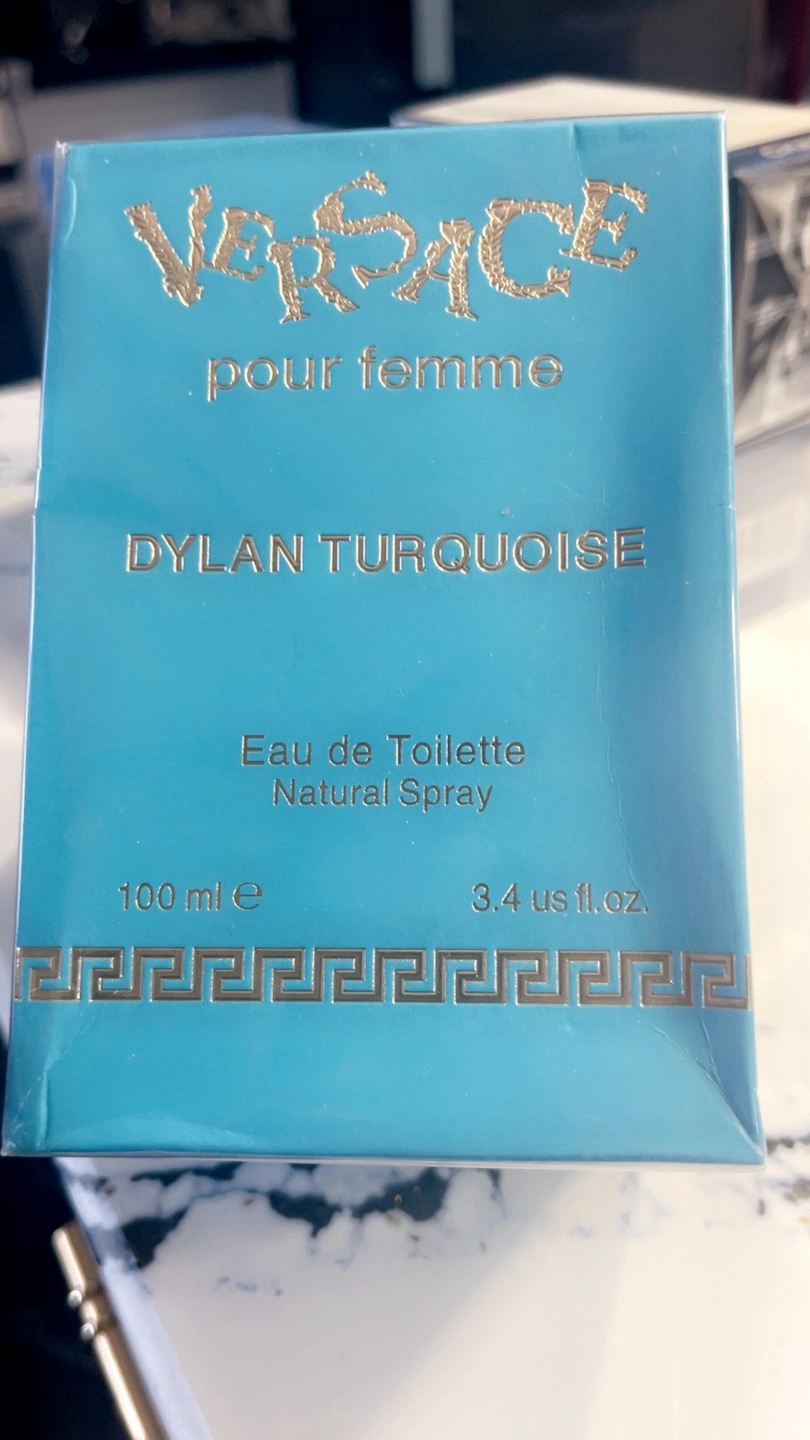 VERSACE
pour femme
DYLAN TURQUOISE
Eau de Toilette
Natural Spray
100 ml ℮
3.4 us fl. oz.